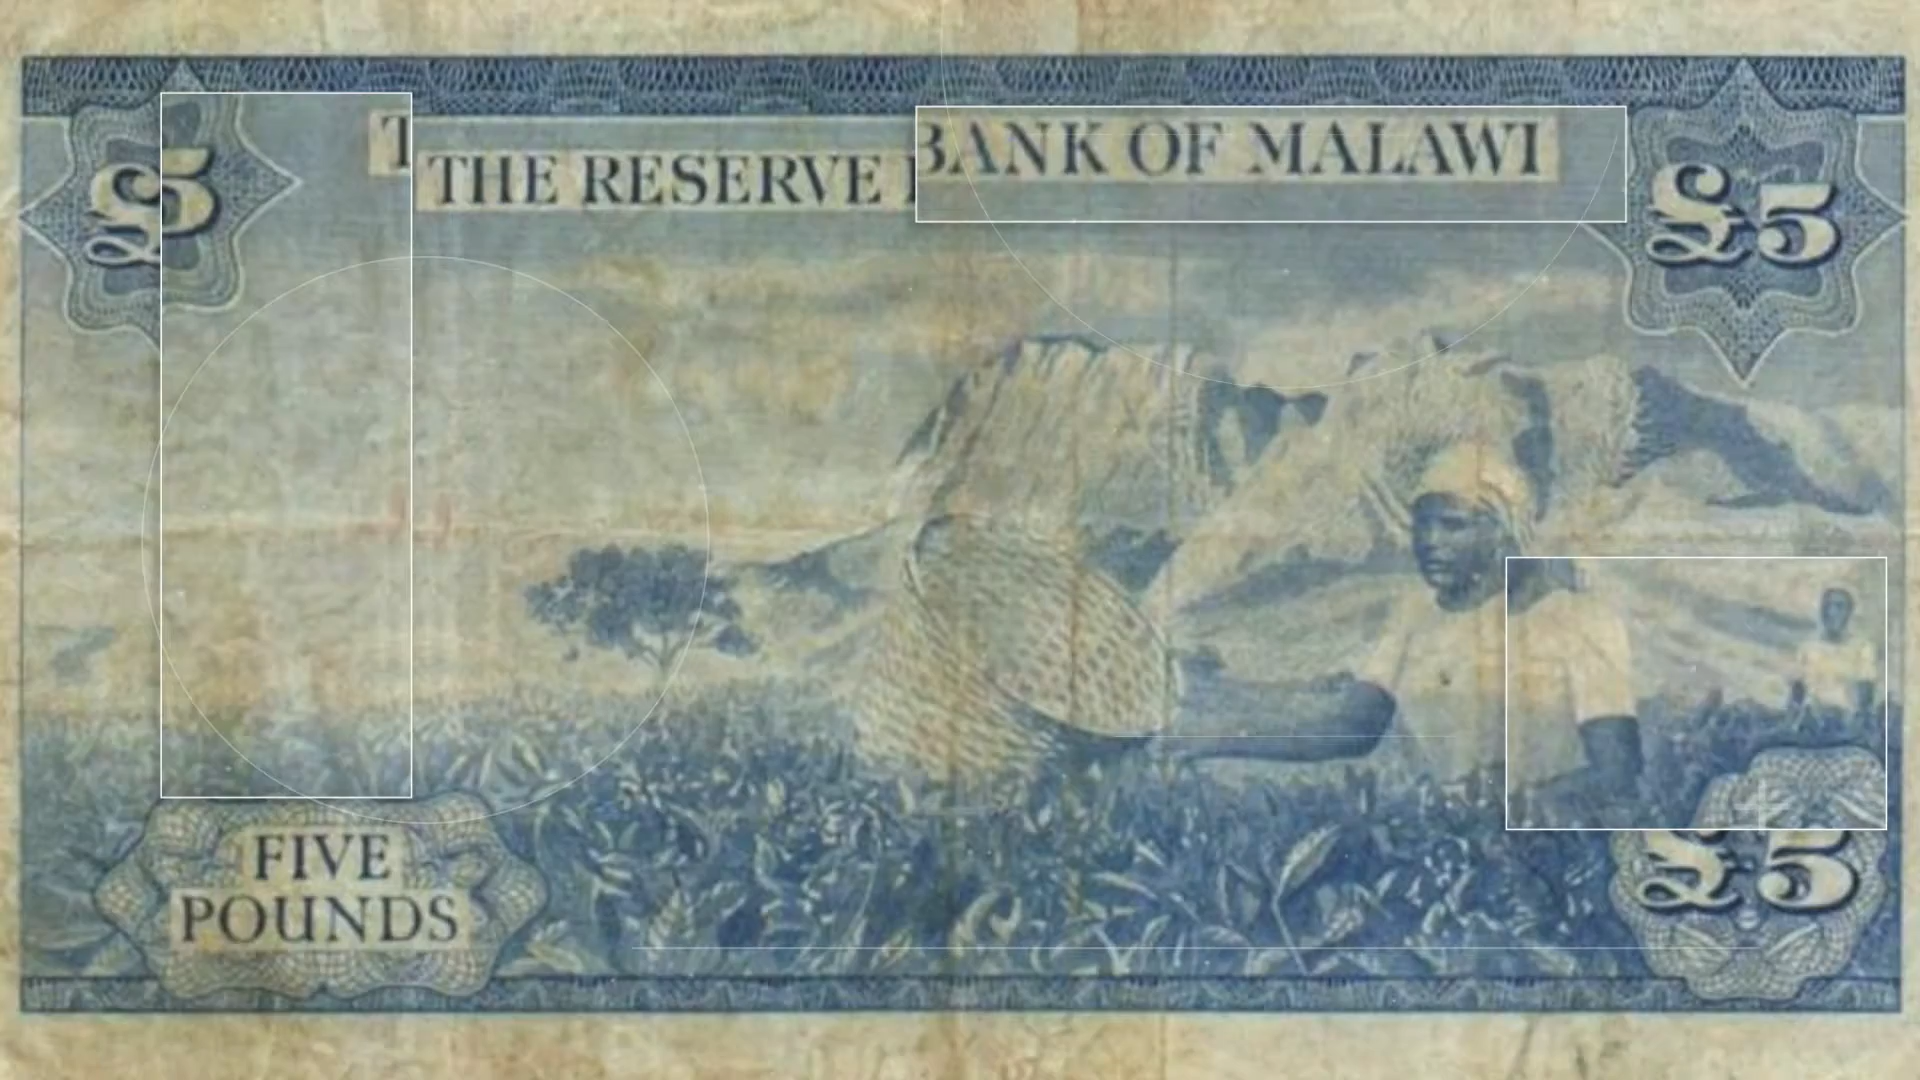 £5
T
THE RESERVE BANK OF MALAWI
£5
FIVE
POUNDS
£5